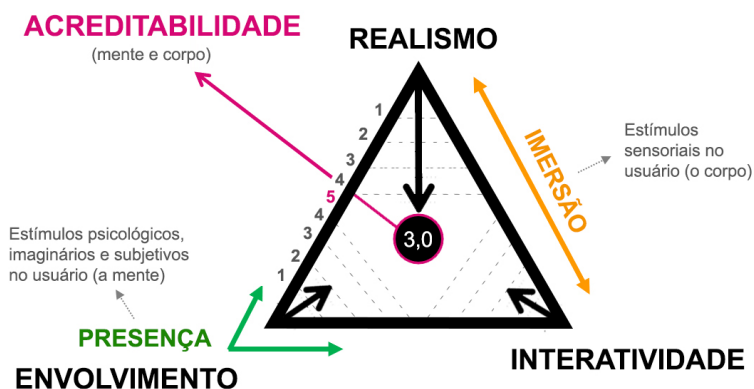 ACREDITABILIDADE
(mente e corpo)
REALISMO
1
2
3
4
5
4
3
2
1
3,0
IMERSÃO
Estímulos
sensoriais no
usuário (o corpo)
Estímulos psicológicos,
imaginários e subjetivos
no usuário (a mente)
PRESENÇA
ENVOLVIMENTO
INTERATIVIDADE